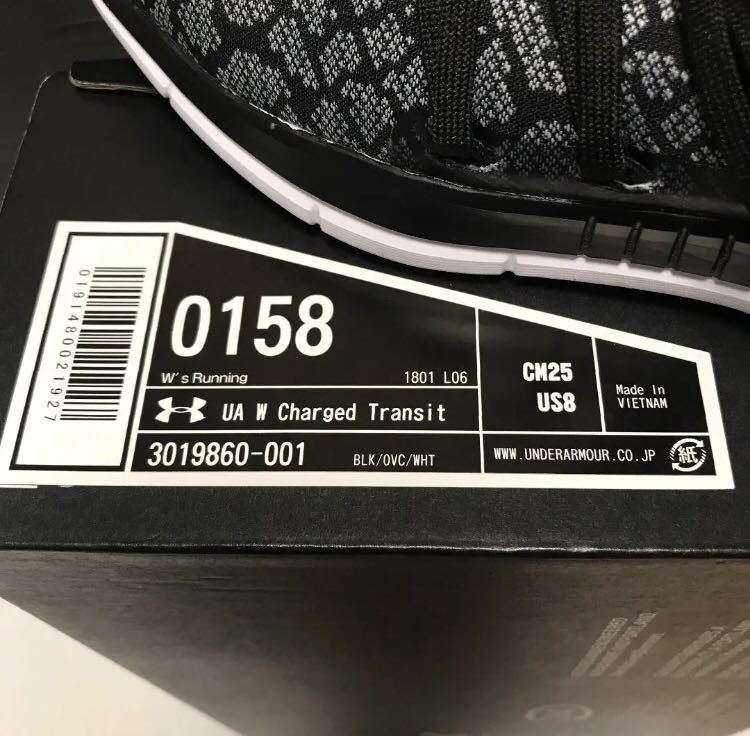 0191480021927
0158
W's Running 1801 L06
UA W Charged Transit
3019860-001 BLK/OVC/WHT
CM25
US8
Made In
VIETNAM
WWW.UNDERARMOUR.CO.JP 紙